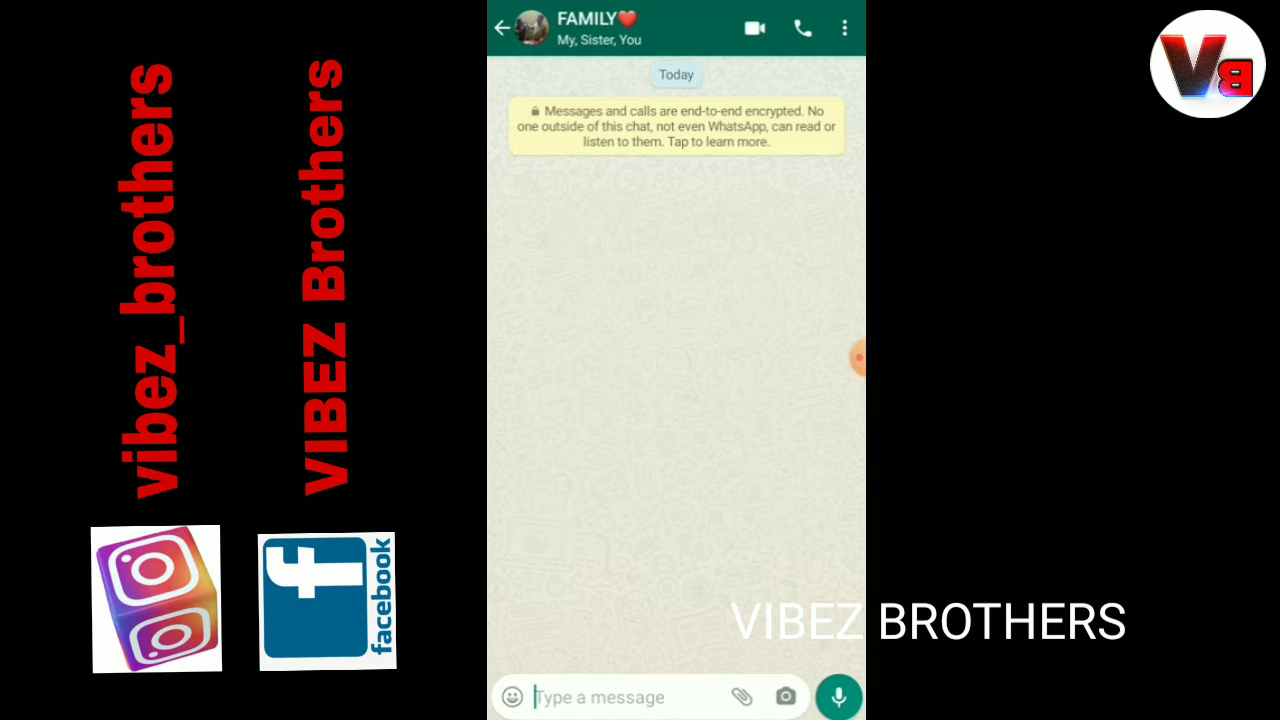 vibez_brothers
VIBEZ Brothers
facebook
FAMILY❤️
My, Sister, You
Today
Messages and calls are end-to-end encrypted. No
one outside of this chat, not even WhatsApp, can read or
listen to them. Tap to learn more.
Type a message
VB
VIBEZ BROTHERS